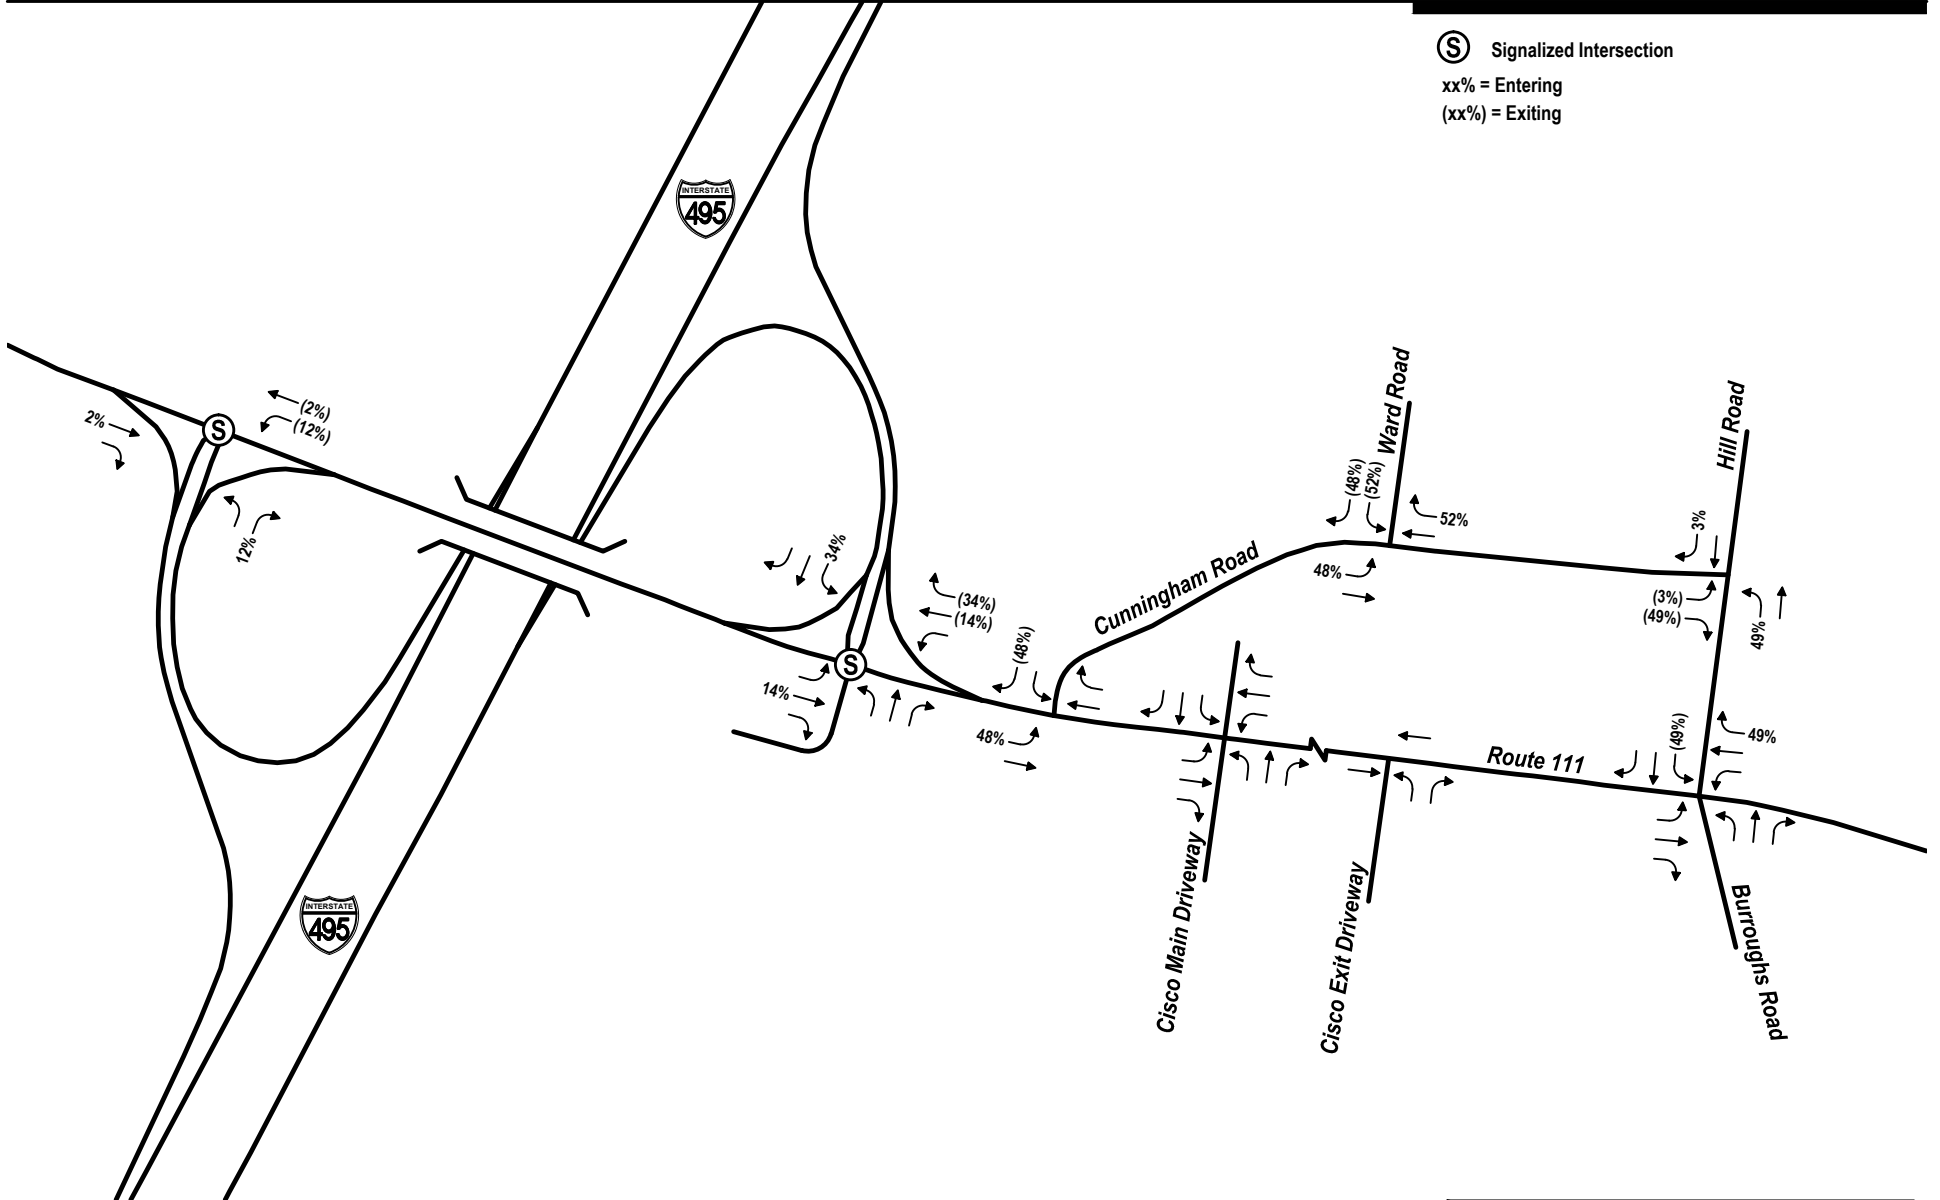 S Signalized Intersection
xx% = Entering
(xx%) = Exiting
INTERSTATE
495
Ward Road
Hill Road
2%
S
(2%)
(12%)
(48%)
(52%)
52%
3%
12%
34%
48%
Cunningham Road
(3%)
(49%)
49%
(34%)
(14%)
(48%)
S
14%
48%
(49%)
49%
Route 111
Cisco Main Driveway
Cisco Exit Driveway
Burroughs Road
INTERSTATE
495